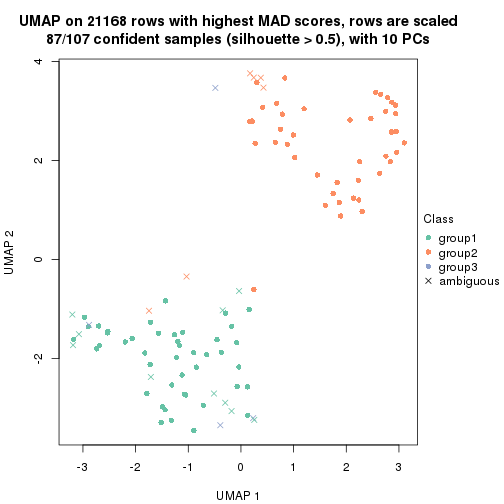 UMAP on 21168 rows with highest MAD scores, rows are scaled
87/107 confident samples (silhouette > 0.5), with 10 PCs
4
2
0
-2
UMAP 2
-3
-2
-1
0
1
2
3
UMAP 1
Class
group1
group2
group3
ambiguous